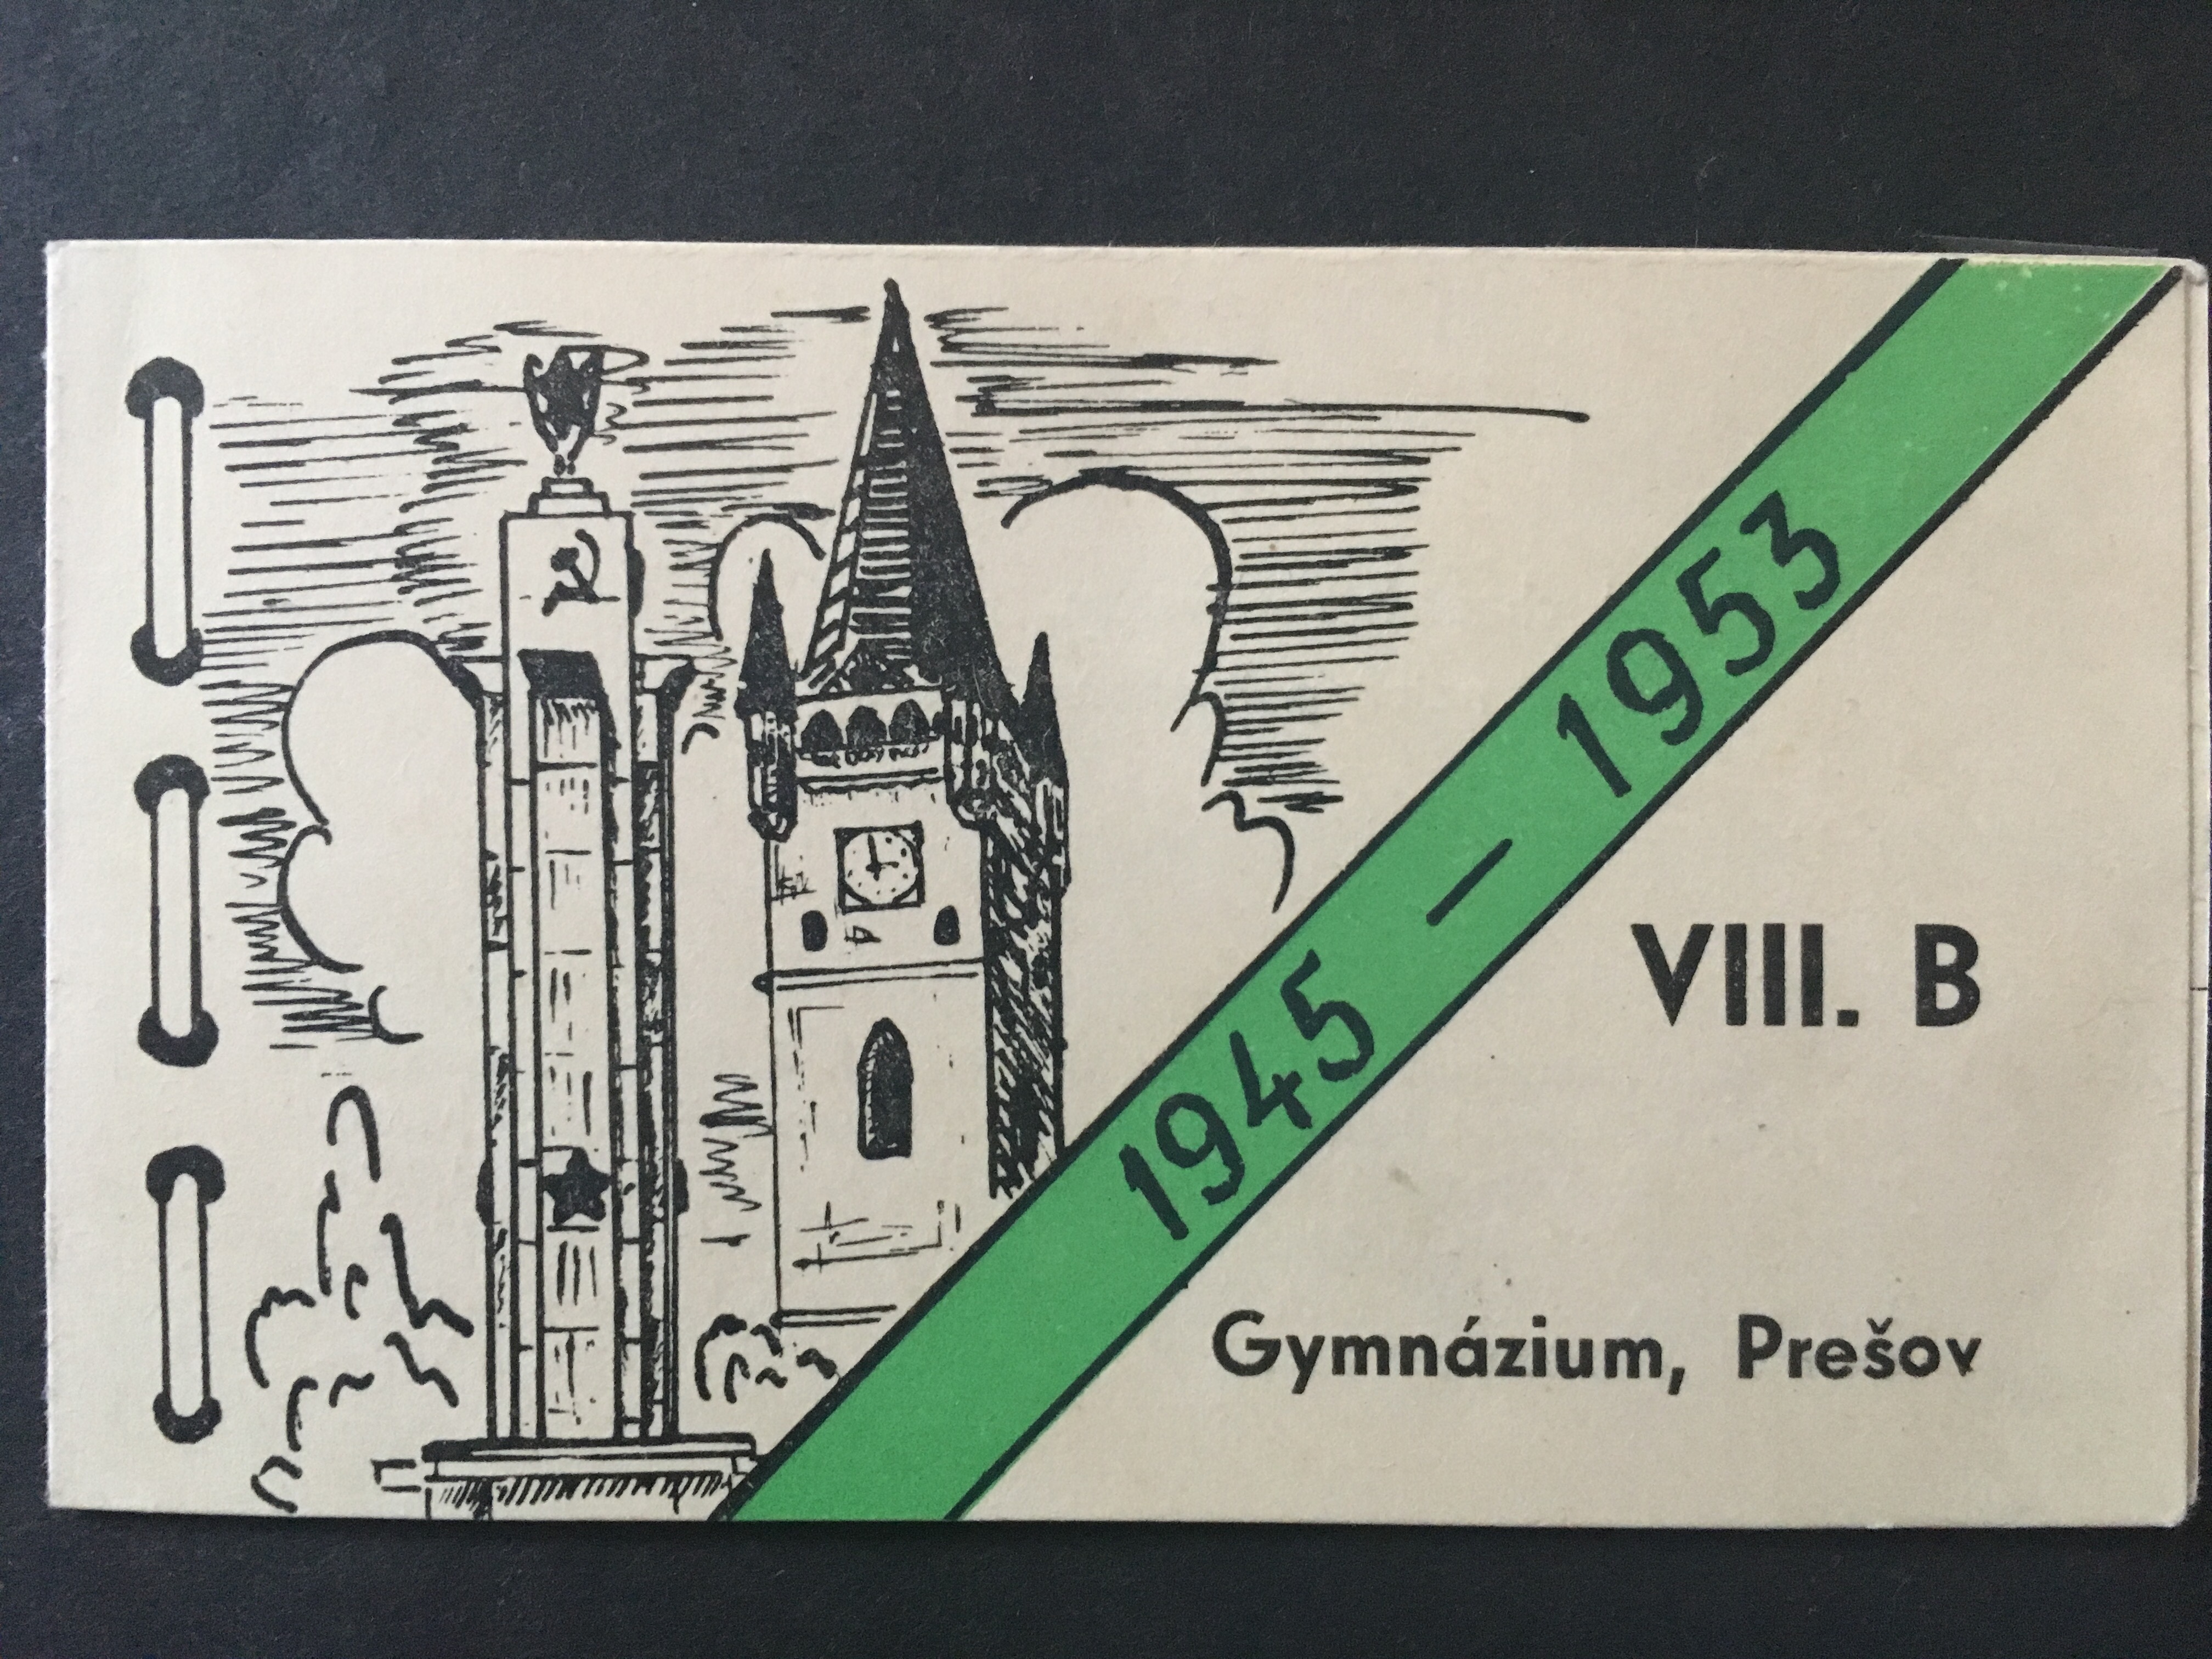 1945 – 1953
VIII. B
Gymnázium, Prešov